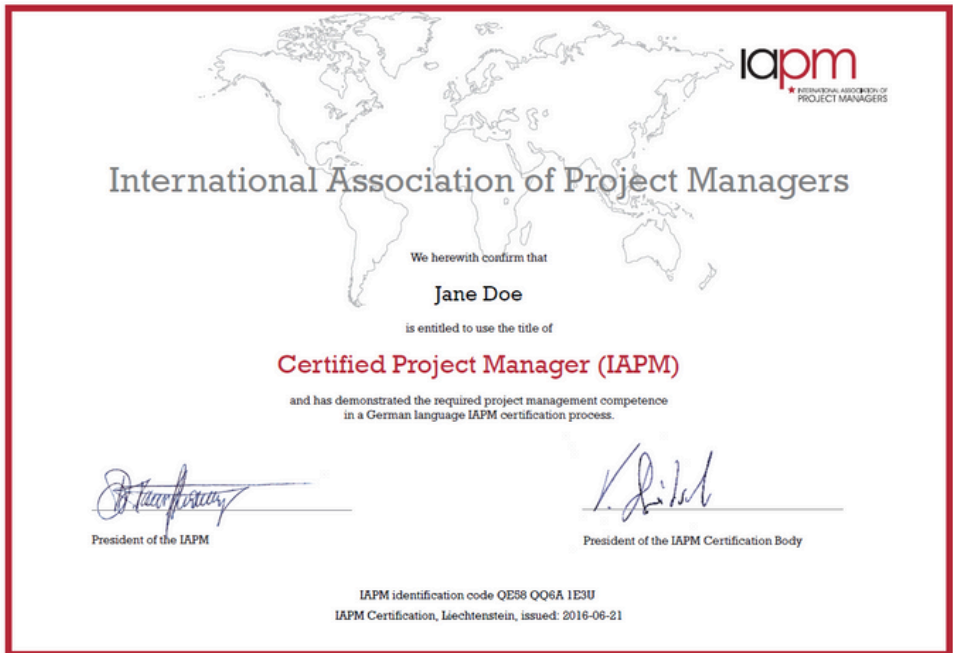 iapm
INTERNATIONAL ASSOCIATION OF
PROJECT MANAGERS
International Association of Project Managers
We herewith confirm that
Jane Doe
is entitled to use the title of
Certified Project Manager (IAPM)
and has demonstrated the required project management competence
in a German language IAPM certification process.
President of the IAPM
President of the IAPM Certification Body
IAPM identification code QE58 QQ6A 1E3U
IAPM Certification, Liechtenstein, issued: 2016-06-21